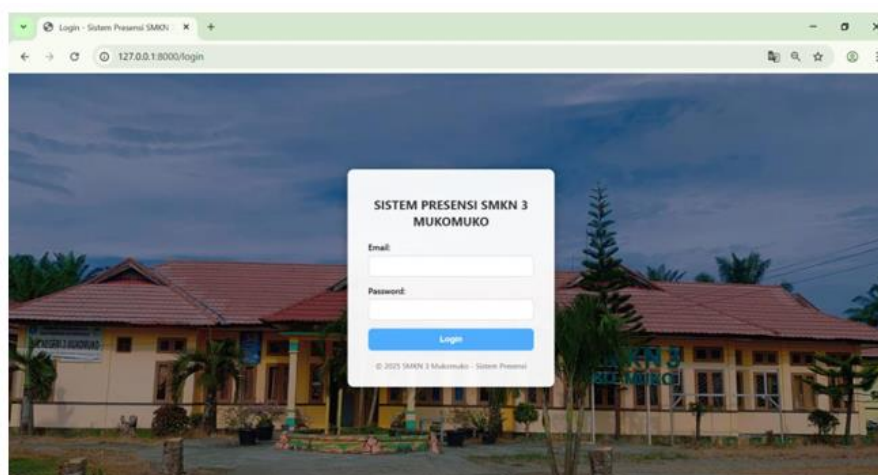 Login - Sistem Presensi SMKN
127.0.0.1:8000/login
SISTEM PRESENSI SMKN 3
MUKOMUKO
Email:
Password:
Login
© 2025 SMKN 3 Mukomuko - Sistem Presensi